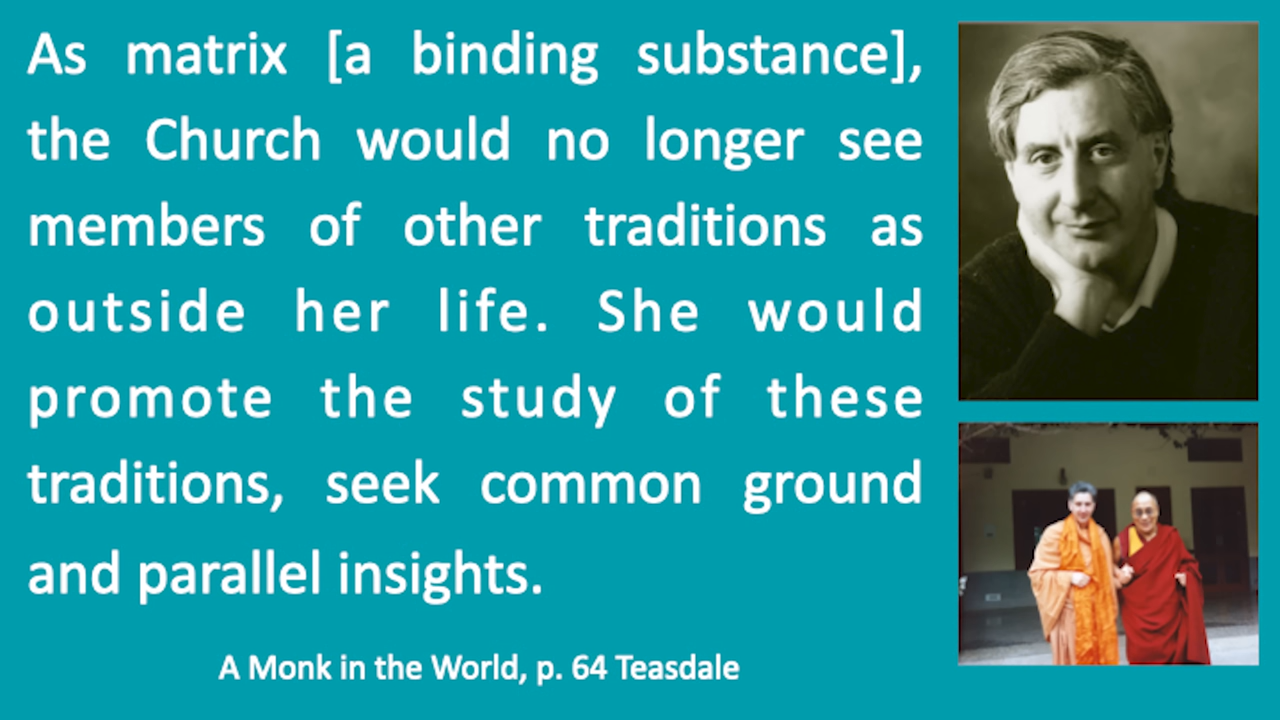 As matrix [a binding substance],
the Church would no longer see
members of other traditions as
outside her life. She would
promote the study of these
traditions, seek common ground
and parallel insights.
A Monk in the World, p. 64 Teasdale